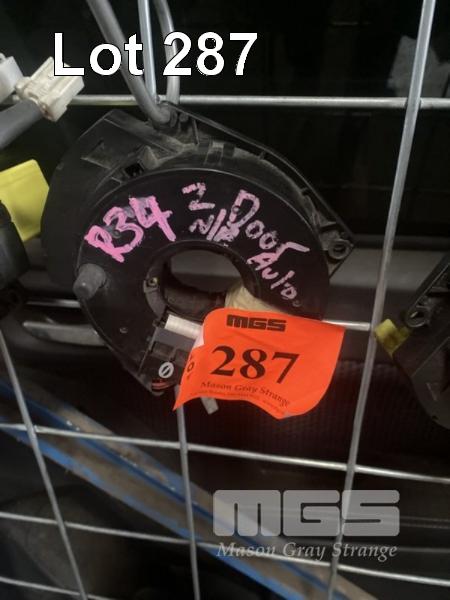 Lot 287
R34 2 Door
N/A Auto
MGS
287
Mason Gray Strange
MGS
Mason Gray Strange